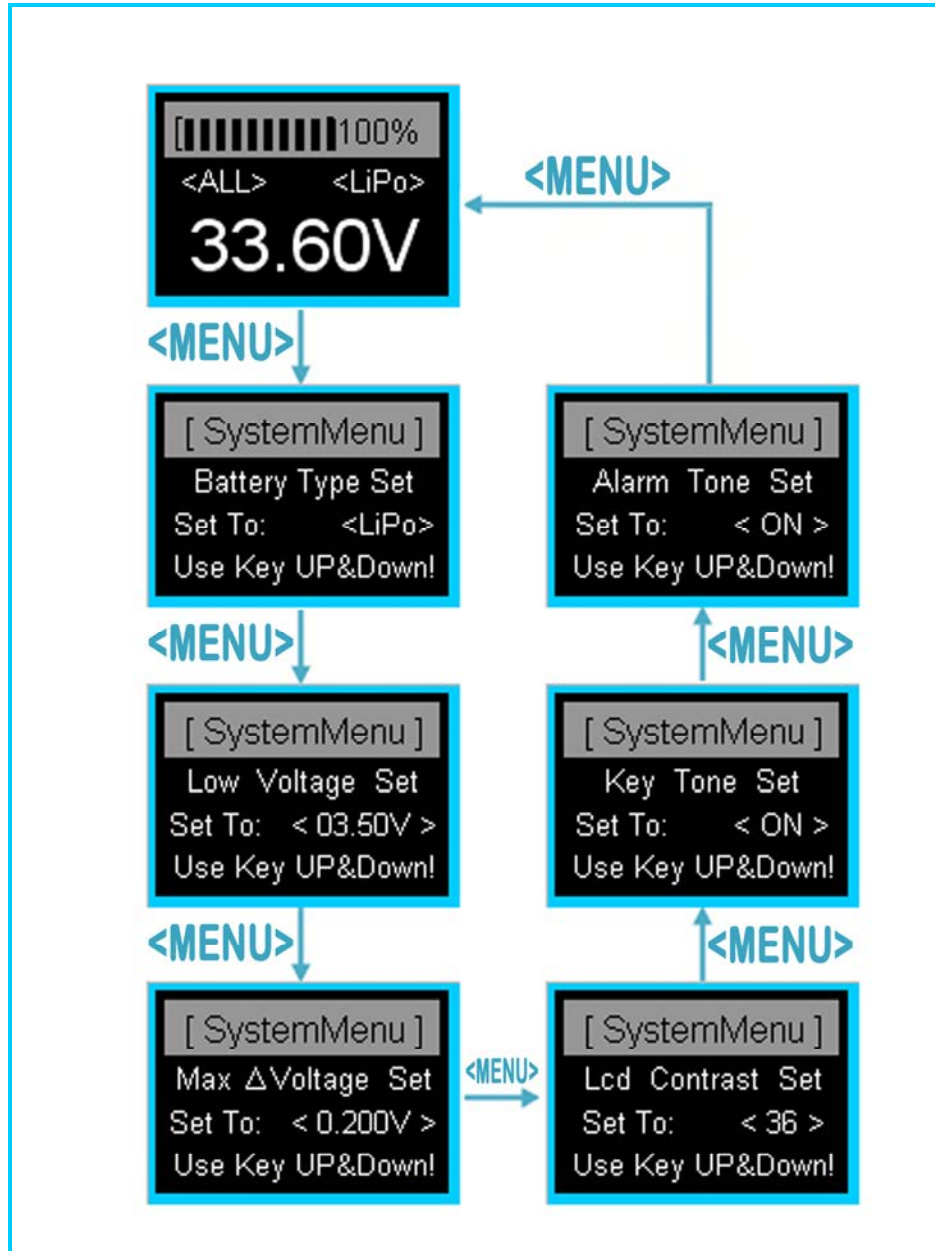 100%
<ALL> <LiPo>
33.60V
<MENU>
[ SystemMenu ]
Battery Type Set
Set To: <LiPo>
Use Key UP&Down!
<MENU>
[ SystemMenu ]
Low Voltage Set
Set To: < 03.50V >
Use Key UP&Down!
<MENU>
[ SystemMenu ]
Max ΔVoltage Set
Set To: < 0.200V >
Use Key UP&Down!
<MENU>
[ SystemMenu ]
Lcd Contrast Set
Set To: < 36 >
Use Key UP&Down!
<MENU>
[ SystemMenu ]
Key Tone Set
Set To: < ON >
Use Key UP&Down!
<MENU>
[ SystemMenu ]
Alarm Tone Set
Set To: < ON >
Use Key UP&Down!
<MENU>